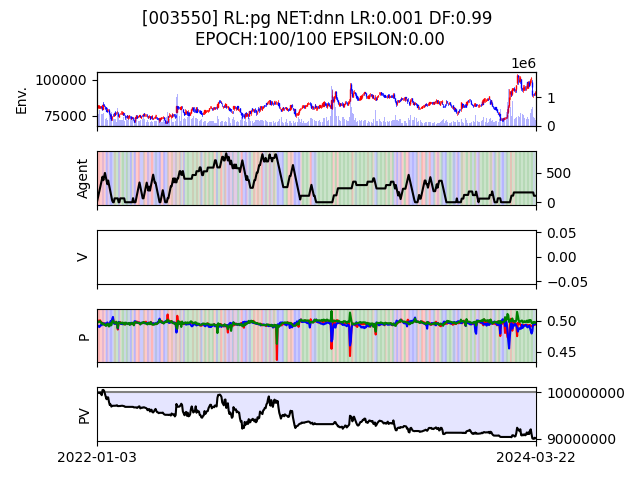 [003550] RL:pg NET:dnn LR:0.001 DF:0.99
EPOCH:100/100 EPSILON:0.00
1e6
Env.
100000
75000
1
0
Agent
500
0
V
0.05
0.00
−0.05
P
0.50
0.45
PV
100000000
90000000
2022-01-03
2024-03-22